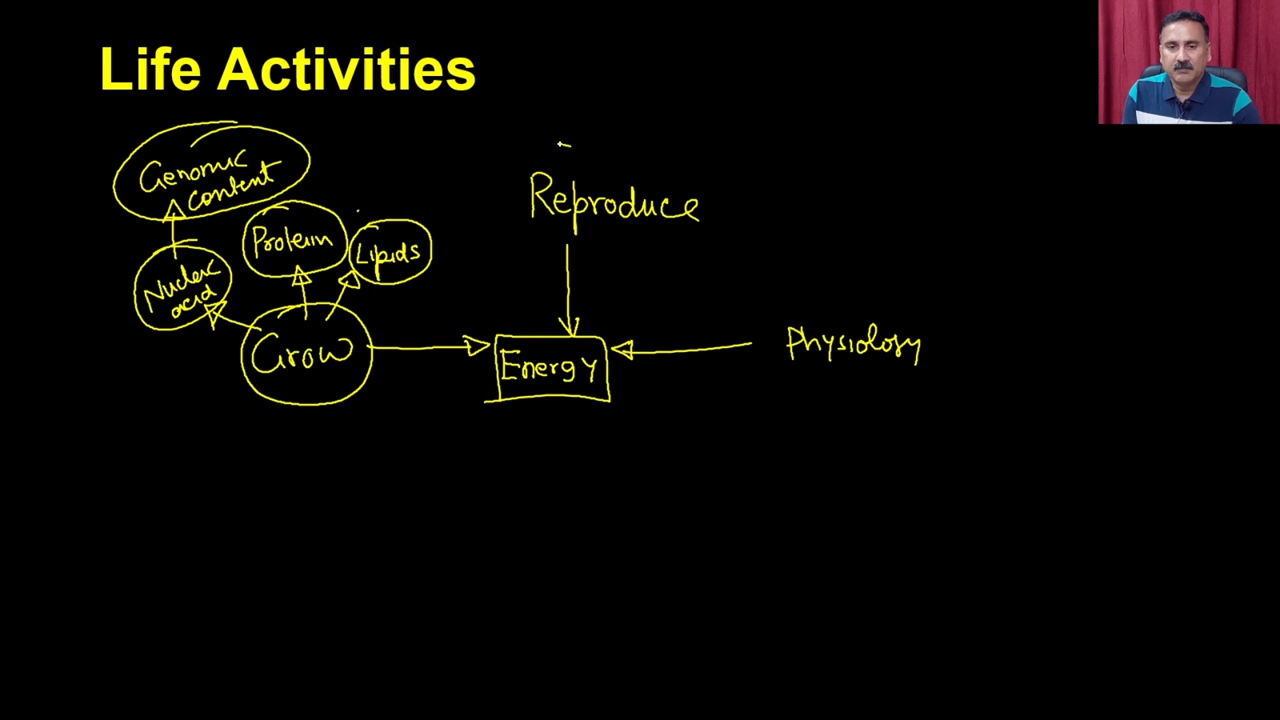 Life Activities
Genomic
content
Reproduce
Protein
Lipids
Nucleic
acid
Grow
Energy
Physiology